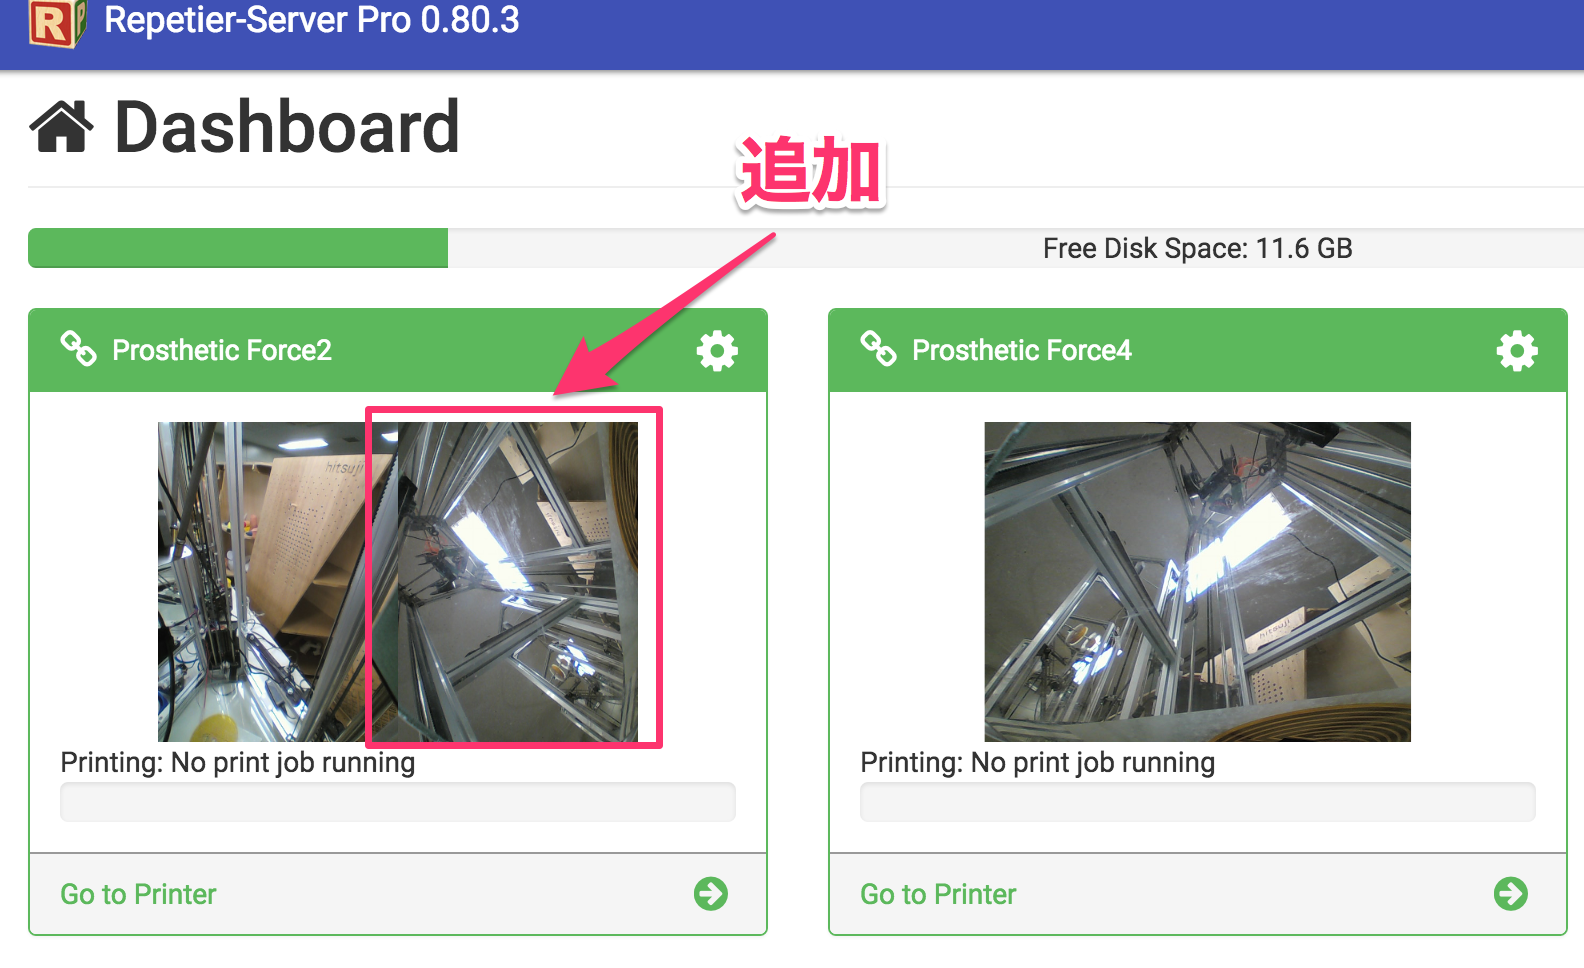 Repetier-Server Pro 0.80.3
Dashboard
追加
Free Disk Space: 11.6 GB
Prosthetic Force2
Prosthetic Force4
hitsuji
hitsuji
Printing: No print job running
Printing: No print job running
Go to Printer
Go to Printer